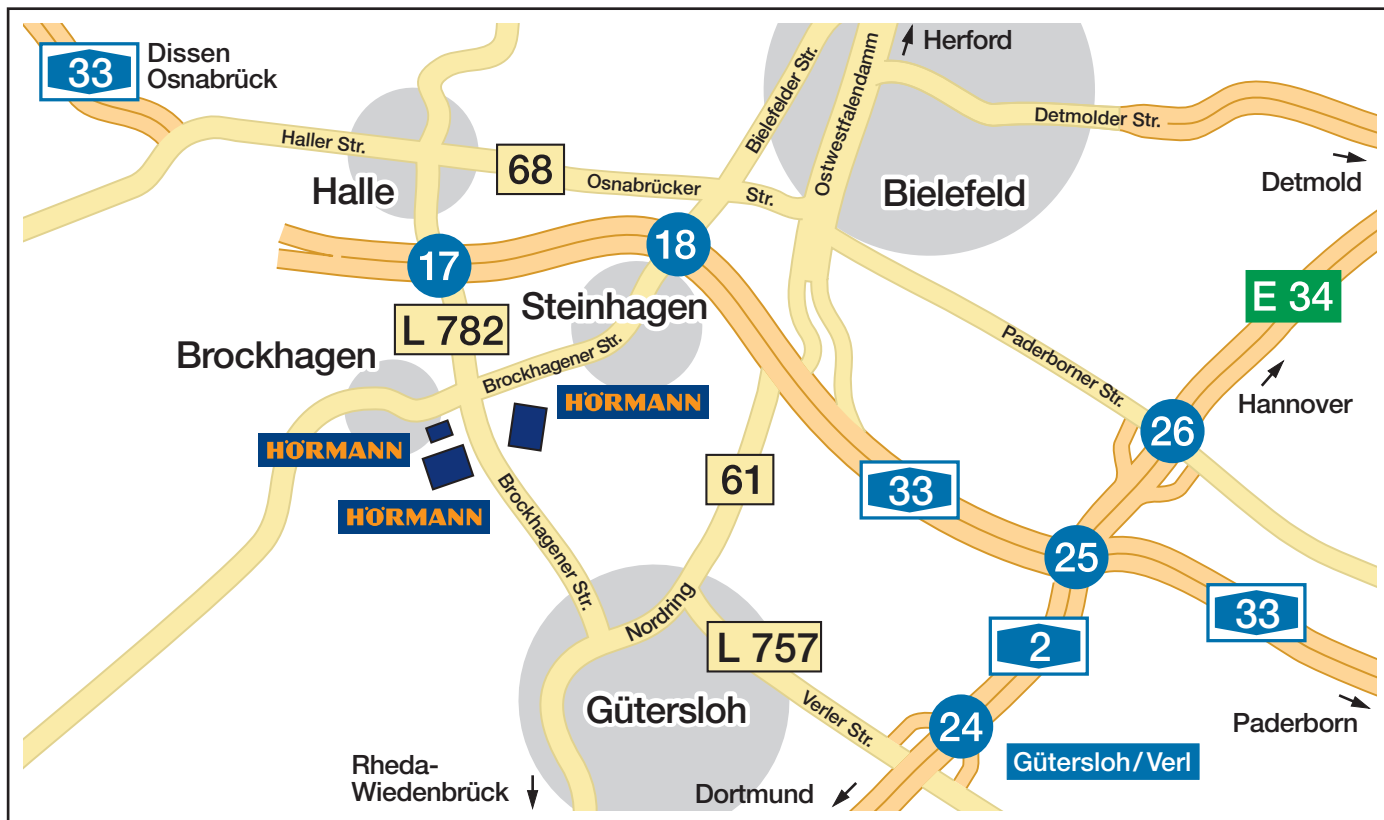 33
Dissen
Osnabrück
Herford
Bielefelder Str.
Ostwestfalendamm
Detmolder Str.
Haller Str.
68
Osnabrücker
Str.
Halle
Bielefeld
Detmold
17
18
E 34
Steinhagen
L 782
Brockhagen
Brockhagener Str.
Paderborner Str.
Hannover
HÖRMANN
HÖRMANN
HÖRMANN
26
61
33
Brockhagener Str.
25
Nordring
33
L 757
2
Gütersloh
Verler Str.
24
Paderborn
Gütersloh/Verl
Rheda-
Wiedenbrück
Dortmund